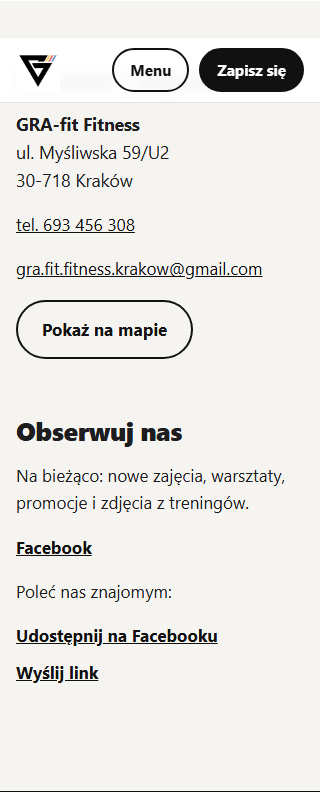 Menu
Zapisz się
GRA-fit Fitness
ul. Myśliwska 59/U2
30-718 Kraków
tel. 693 456 308
gra.fit.fitness.krakow@gmail.com
Pokaż na mapie
Obserwuj nas
Na bieżąco: nowe zajęcia, warsztaty,
promocje i zdjęcia z treningów.
Facebook
Poleć nas znajomym:
Udostępnij na Facebooku
Wyślij link